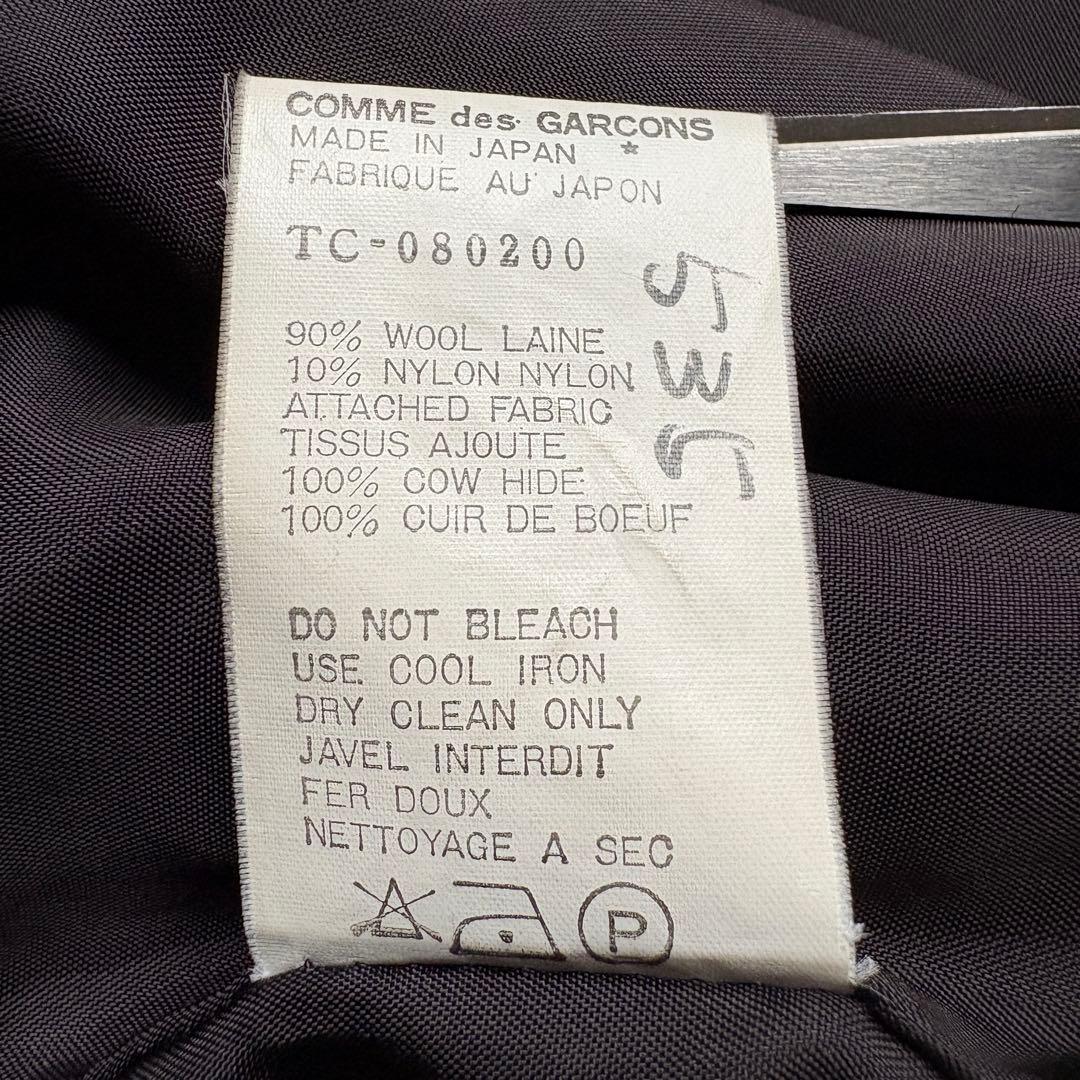 COMME des GARCONS
MADE IN JAPAN *
FABRIQUE AU JAPON
TC-080200
90% WOOL LAINE
10% NYLON NYLON
ATTACHED FABRIC
TISSUS AJOUTE
100% COW HIDE
100% CUIR DE BOEUF
DO NOT BLEACH
USE COOL IRON
DRY CLEAN ONLY
JAVEL INTERDIT
FER DOUX
NETTOYAGE A SEC
P